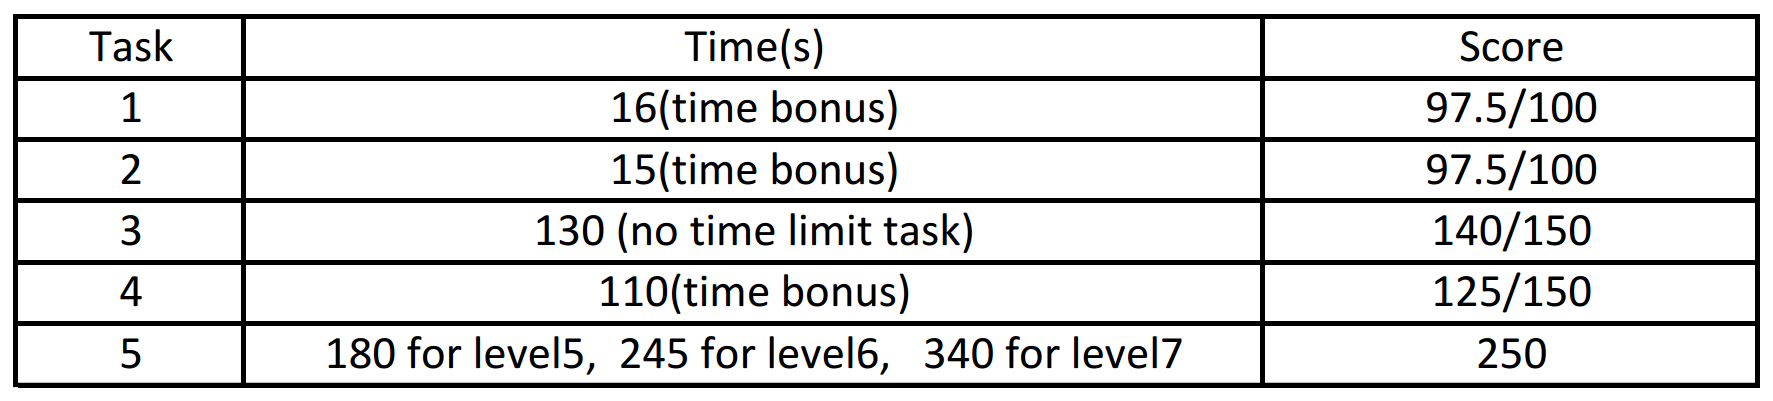 Task Time(s) Score
1 16(time bonus) 97.5/100
2 15(time bonus) 97.5/100
3 130 (no time limit task) 140/150
4 110(time bonus) 125/150
5 180 for level5, 245 for level6, 340 for level7 250